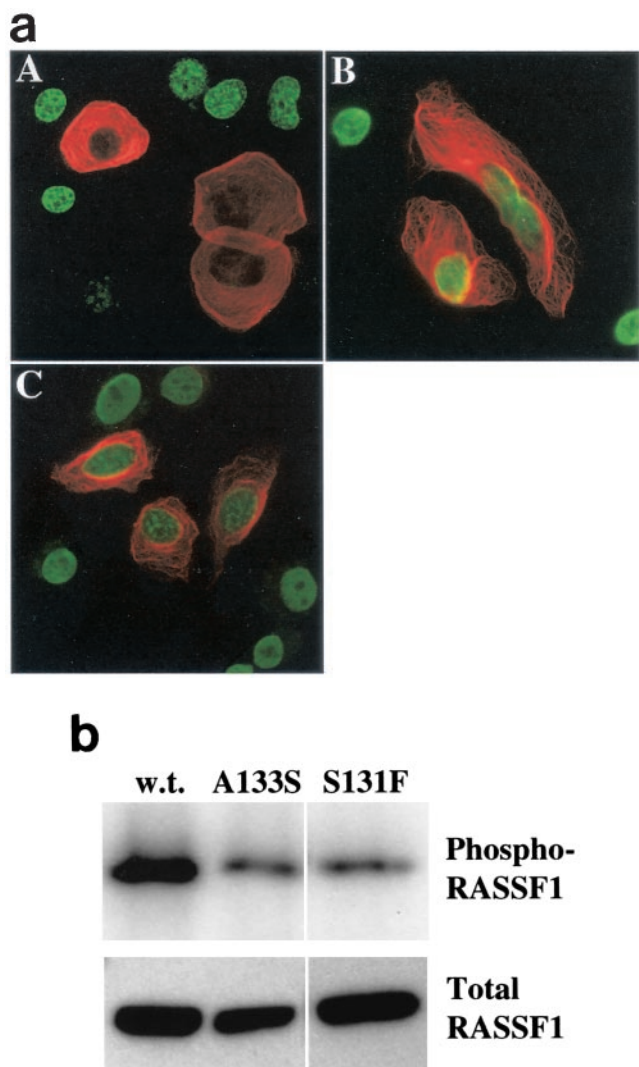 a
A
B
C
b
w.t. A133S S131F
Phospho-
RASSF1
Total
RASSF1